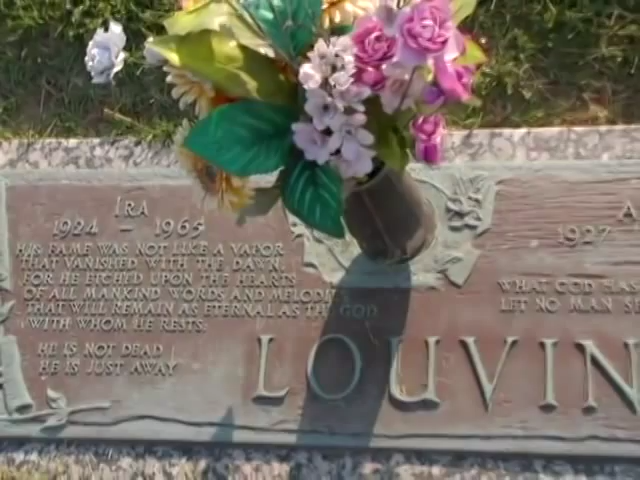 IRA
1924 – 1965
HIS FAME WAS NOT LIKE A VAPOR
THAT VANISHED WITH THE DAWN.
FOR HE ETCHED UPON THE HEARTS
OF ALL MANKIND WORDS AND MELODIES
THAT WILL REMAIN AS ETERNAL AS THE GOD
WITH WHOM HE RESTS.
HE IS NOT DEAD
HE IS JUST AWAY
A
1927
WHAT GOD HAS
LET NO MAN
LOUVIN